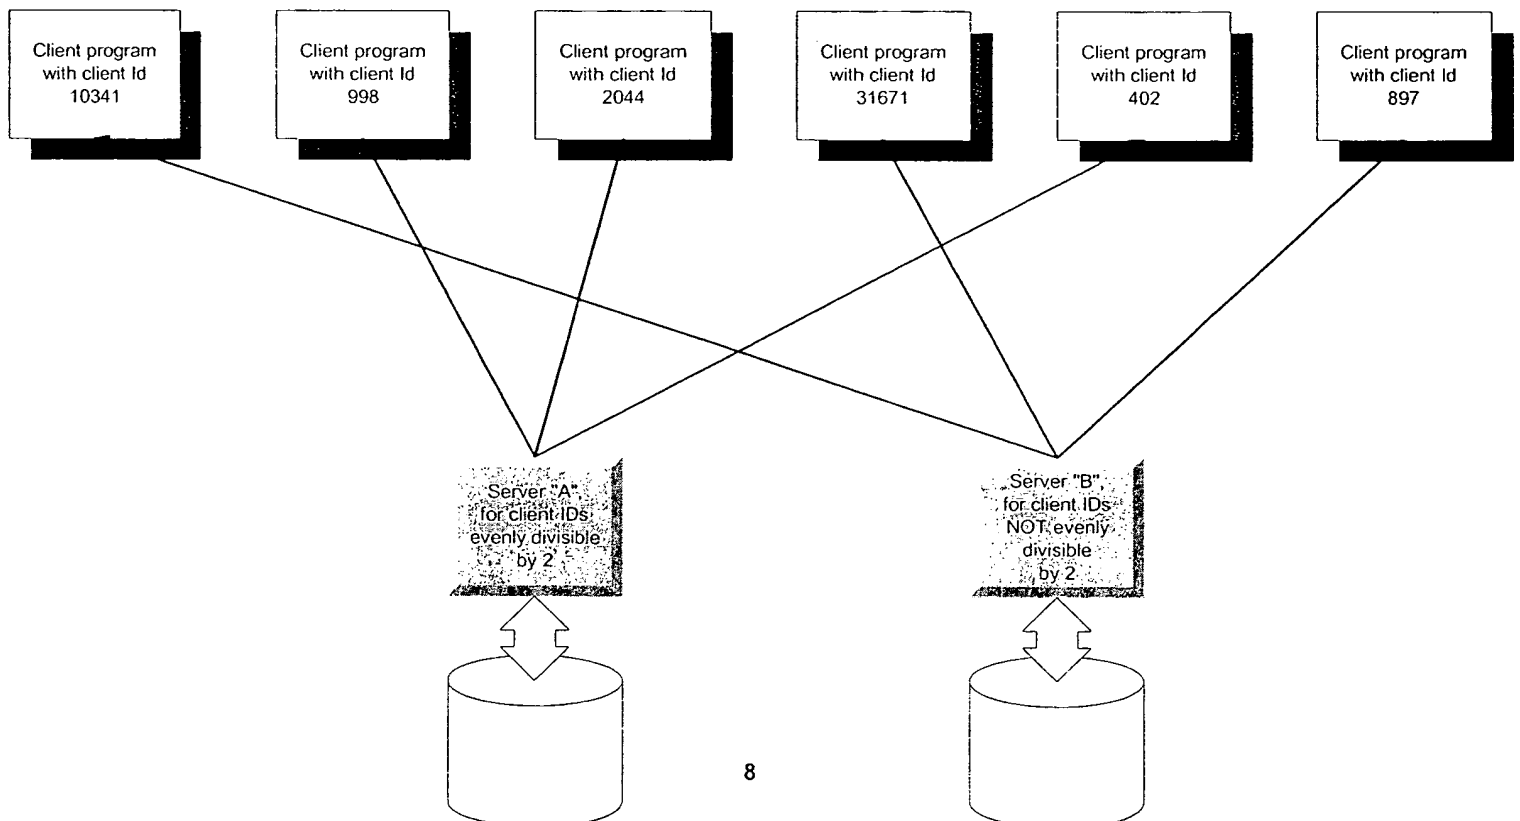 Client program
with client Id
10341
Client program
with client Id
998
Client program
with client Id
2044
Client program
with client Id
31671
Client program
with client Id
402
Client program
with client Id
897
Server "A",
for client IDs
evenly divisible
by 2
Server "B",
for client IDs
NOT evenly
divisible
by 2
8